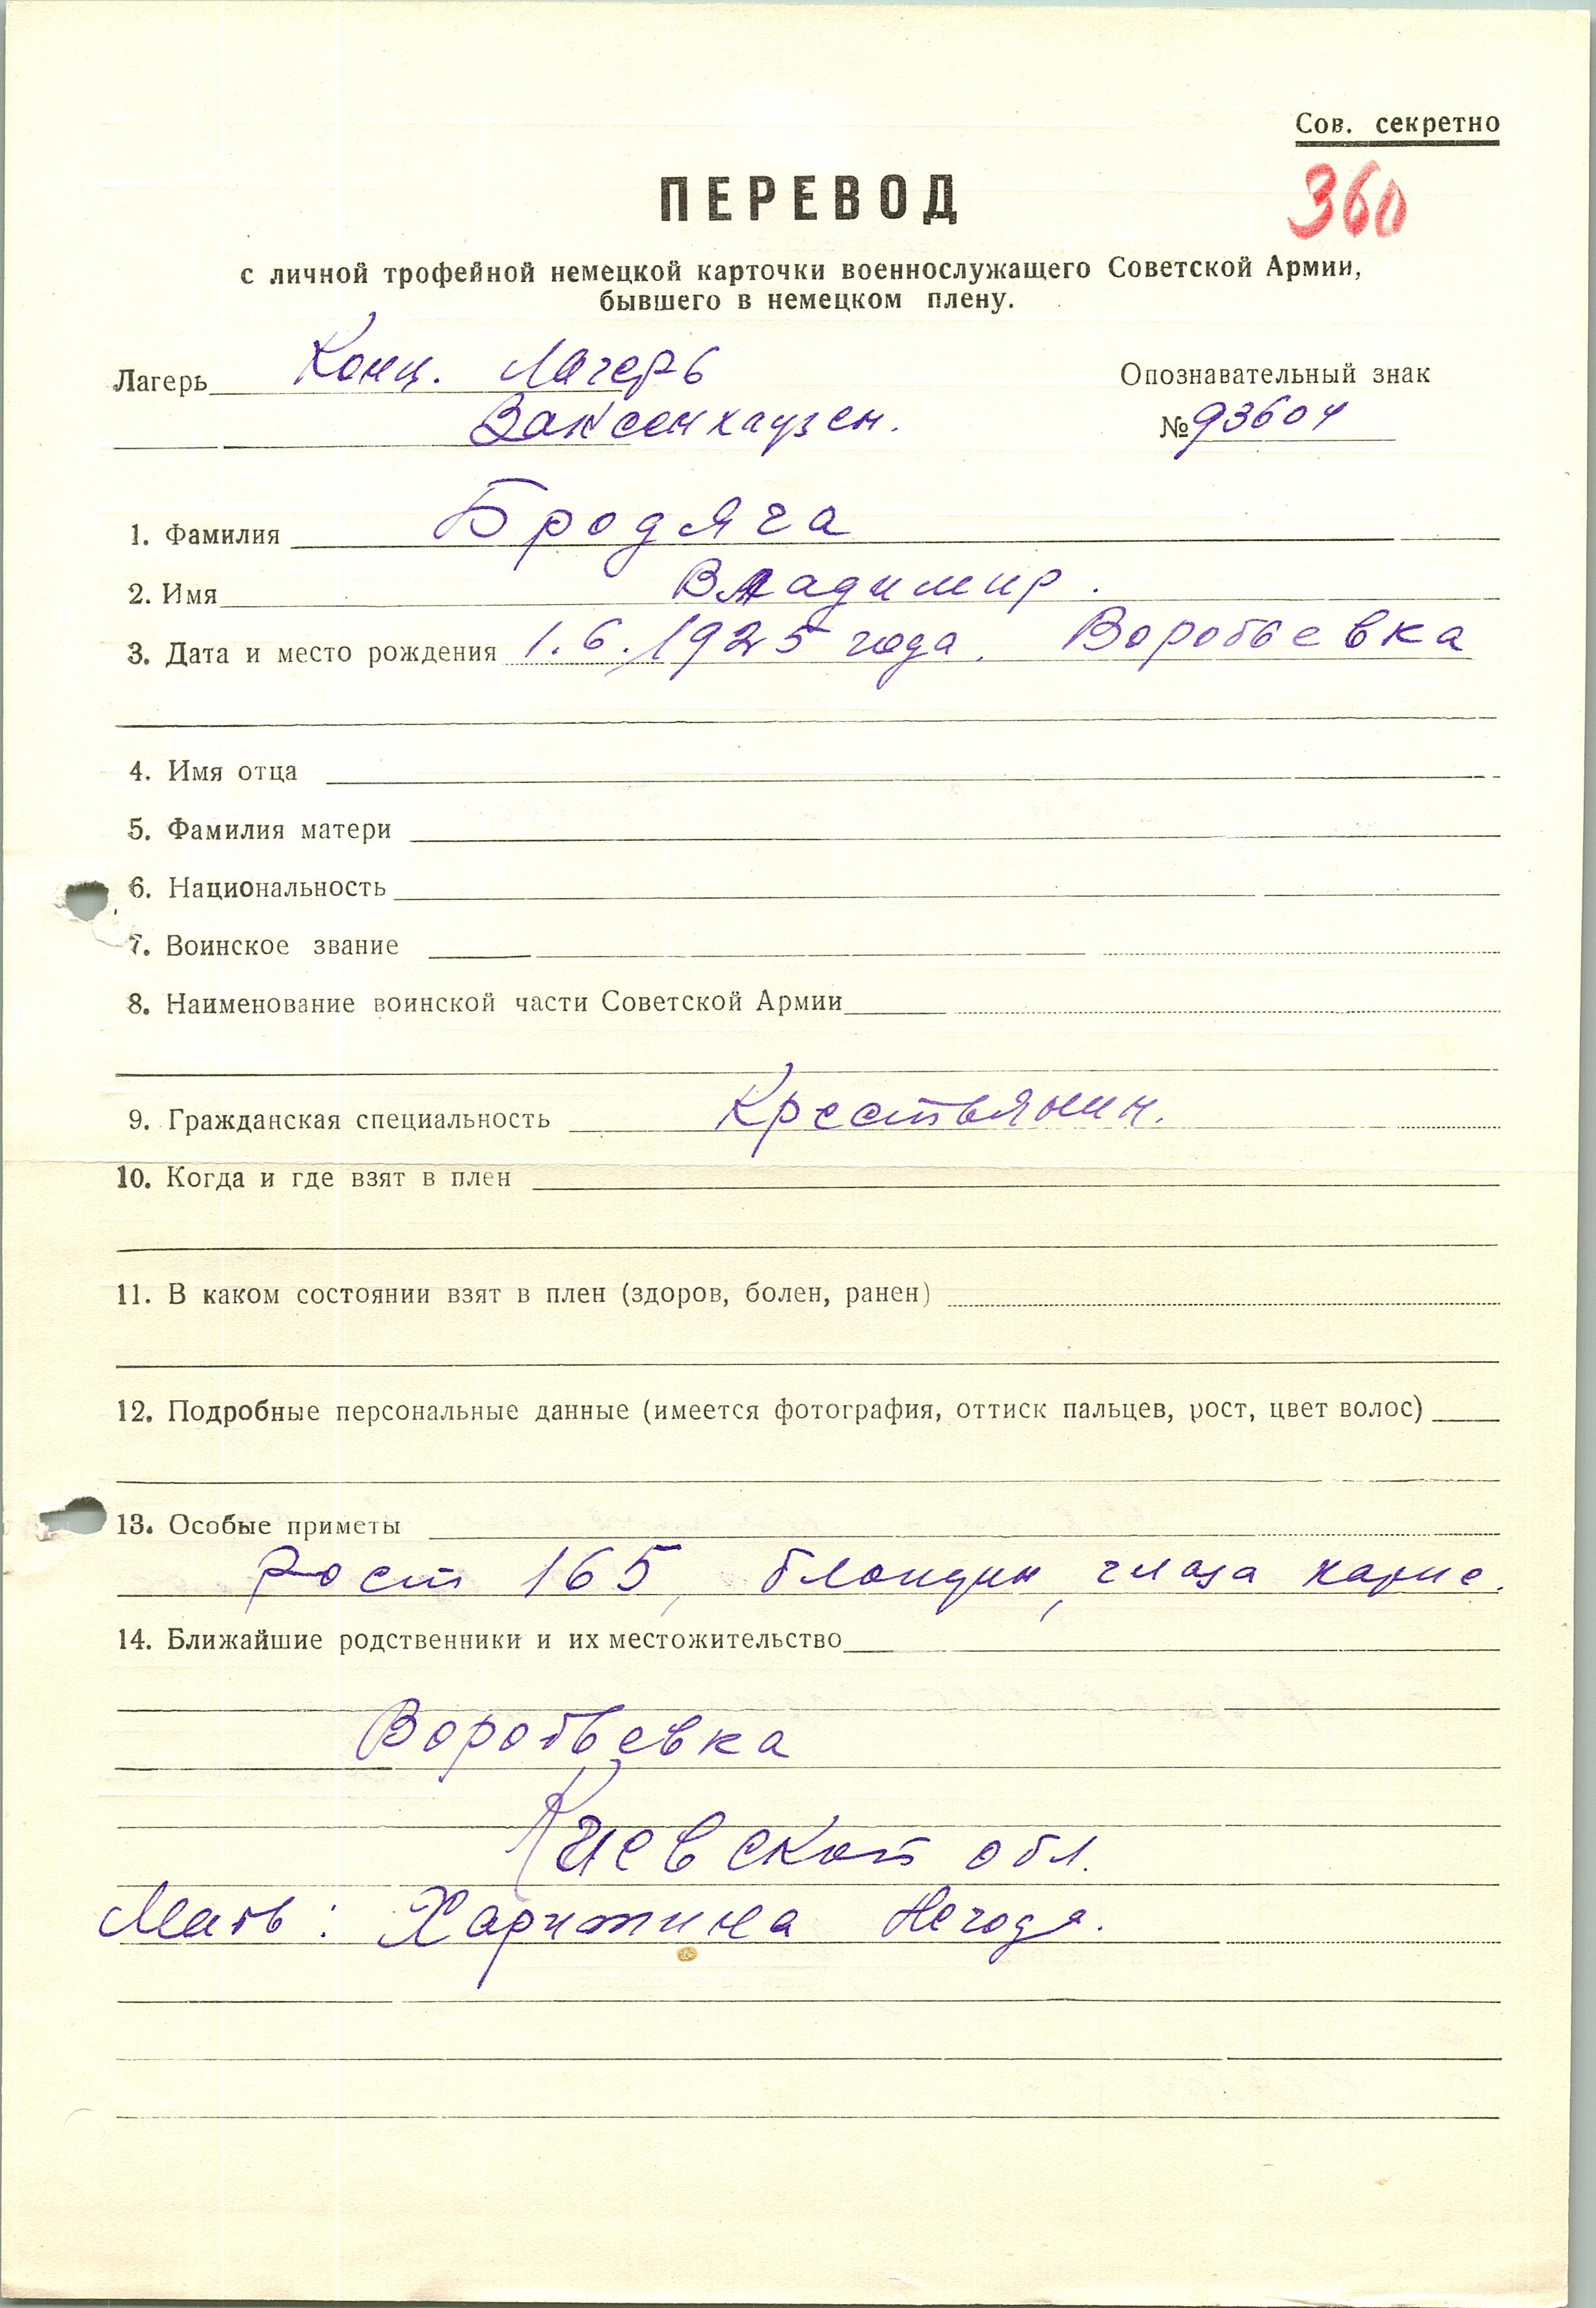 Сов. секретно
ПЕРЕВОД
360
с личной трофейной немецкой карточки военнослужащего Советской Армии,
бывшего в немецком плену.
Лагерь Конц. Лагерь
Опознавательный знак
Заксенхаузен.
№ 93604
1. Фамилия Бродяга
2. Имя Владимир.
3. Дата и место рождения 1.6.1925 года. Воробьевка
4. Имя отца
5. Фамилия матери
6. Национальность
7. Воинское звание
8. Наименование воинской части Советской Армии
9. Гражданская специальность Крестьянин.
10. Когда и где взят в плен
11. В каком состоянии взят в плен (здоров, болен, ранен)
12. Подробные персональные данные (имеется фотография, оттиск пальцев, рост, цвет волос)
13. Особые приметы
Рост 165, блондин, глаза карие.
14. Ближайшие родственники и их местожительство
Воробьевка
Киевской обл.
Мать: Харитина Негода.